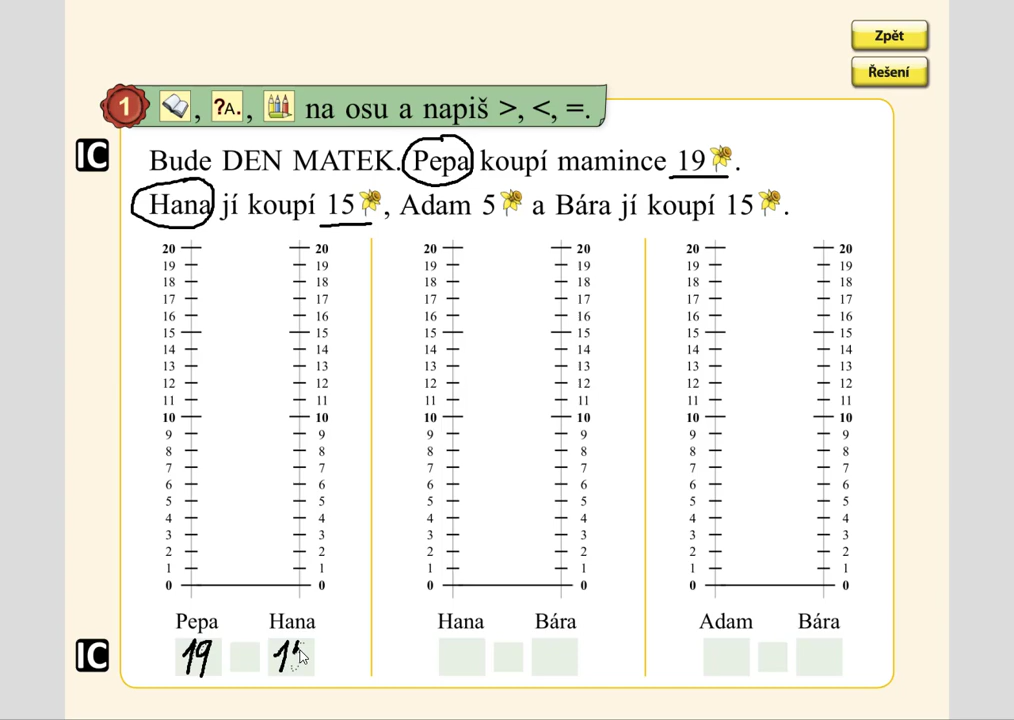 Zpět
Řešení
1 , ?A. , na osu a napiš >, <, =.
IC Bude DEN MATEK. Pepa koupí mamince 19 .
Hana jí koupí 15 , Adam 5 a Bára jí koupí 15 .
20 20 20 20 20 20
19 19 19 19 19 19
18 18 18 18 18 18
17 17 17 17 17 17
16 16 16 16 16 16
15 15 15 15 15 15
14 14 14 14 14 14
13 13 13 13 13 13
12 12 12 12 12 12
11 11 11 11 11 11
10 10 10 10 10 10
9 9 9 9 9 9
8 8 8 8 8 8
7 7 7 7 7 7
6 6 6 6 6 6
5 5 5 5 5 5
4 4 4 4 4 4
3 3 3 3 3 3
2 2 2 2 2 2
1 1 1 1 1 1
0 0 0 0 0 0
Pepa Hana Hana Bára Adam Bára
IC 19